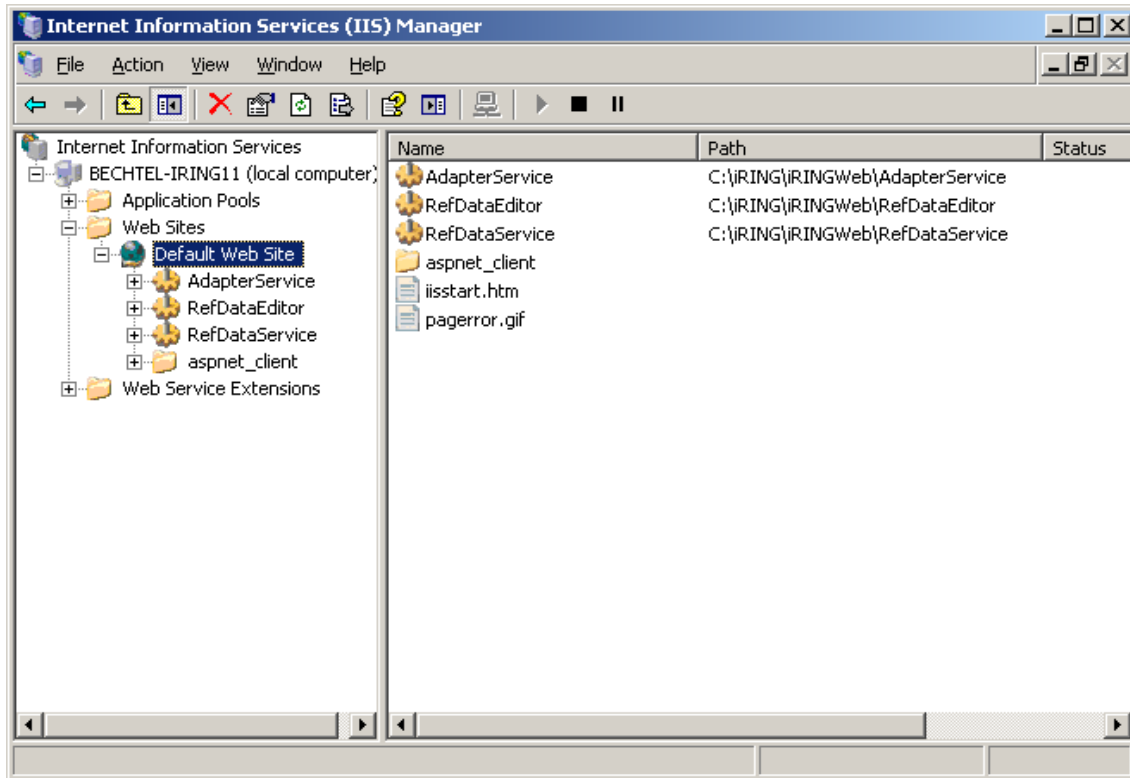 Internet Information Services (IIS) Manager
File Action View Window Help
Internet Information Services
BECHTEL-IRING11 (local computer)
Application Pools
Web Sites
Default Web Site
AdapterService
RefDataEditor
RefDataService
aspnet_client
Web Service Extensions
Name Path Status
AdapterService C:\iRING\iRINGWeb\AdapterService
RefDataEditor C:\iRING\iRINGWeb\RefDataEditor
RefDataService C:\iRING\iRINGWeb\RefDataService
aspnet_client
iisstart.htm
pagerror.gif